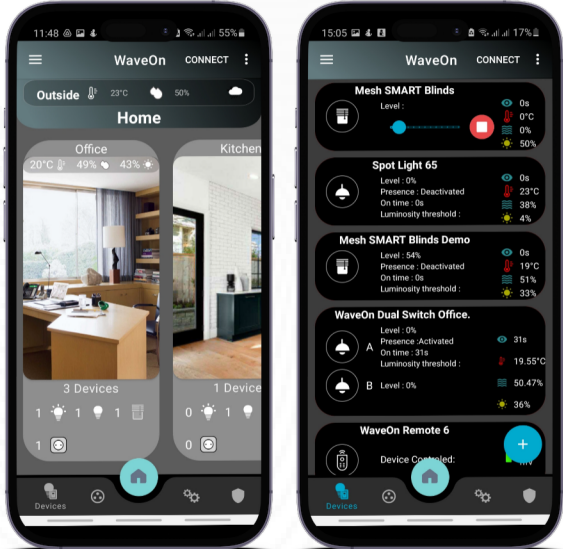 11:48
55%
WaveOn
CONNECT
Outside
23°C
50%
Home
Office
20°C
49%
43%
3 Devices
1
1
1
1
Kitchen
1 Device
0
1
0
Devices
15:05
17%
WaveOn
CONNECT
Mesh SMART Blinds
Level :
0s
0°C
0%
50%
Spot Light 65
Level : 0%
Presence : Deactivated
On time : 0s
Luminosity threshold :
0s
23°C
38%
4%
Mesh SMART Blinds Demo
Level : 54%
Presence : Deactivated
On time : 0s
Luminosity threshold :
0s
19°C
51%
33%
WaveOn Dual Switch Office.
A
Level : 0%
Presence :Activated
On time : 31s
Luminosity threshold :
B
Level : 0%
31s
19.55°C
50.47%
36%
WaveOn Remote 6
Device Controled:
mV
+
Devices